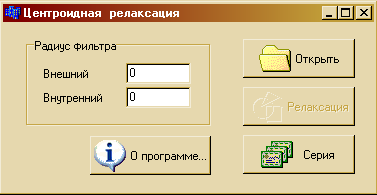 Центроидная релаксация
Радиус фильтра
Внешний 0
Внутренний 0
Открыть
Релаксация
О программе...
Серия